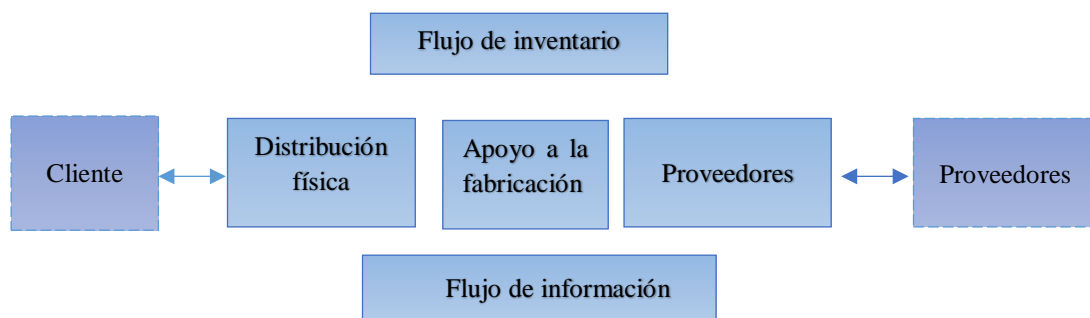 Flujo de inventario
Cliente
Distribución
física
Apoyo a la
fabricación
Proveedores
Proveedores
Flujo de información